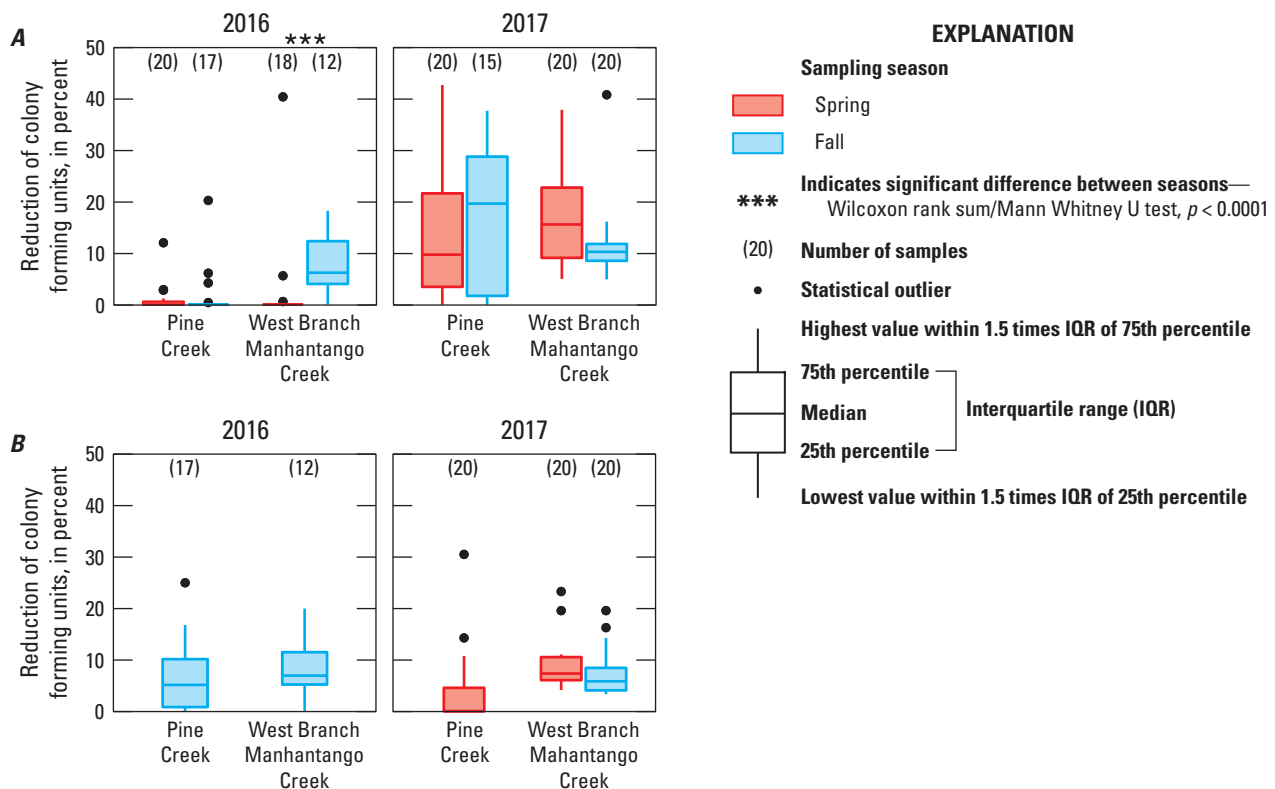 A
2016
2017
***
50
40
30
20
10
0
Reduction of colony
forming units, in percent
(20) (17) (18) (12)
(20) (15) (20) (20)
Pine
Creek
West Branch
Manhantango
Creek
Pine
Creek
West Branch
Mahantango
Creek
B
2016
2017
50
40
30
20
10
0
Reduction of colony
forming units, in percent
(17) (12)
(20) (20) (20)
Pine
Creek
West Branch
Manhantango
Creek
Pine
Creek
West Branch
Mahantango
Creek
EXPLANATION
Sampling season
Spring
Fall
*** Indicates significant difference between seasons—
Wilcoxon rank sum/Mann Whitney U test, p < 0.0001
(20) Number of samples
Statistical outlier
Highest value within 1.5 times IQR of 75th percentile
75th percentile
Median
Interquartile range (IQR)
25th percentile
Lowest value within 1.5 times IQR of 25th percentile